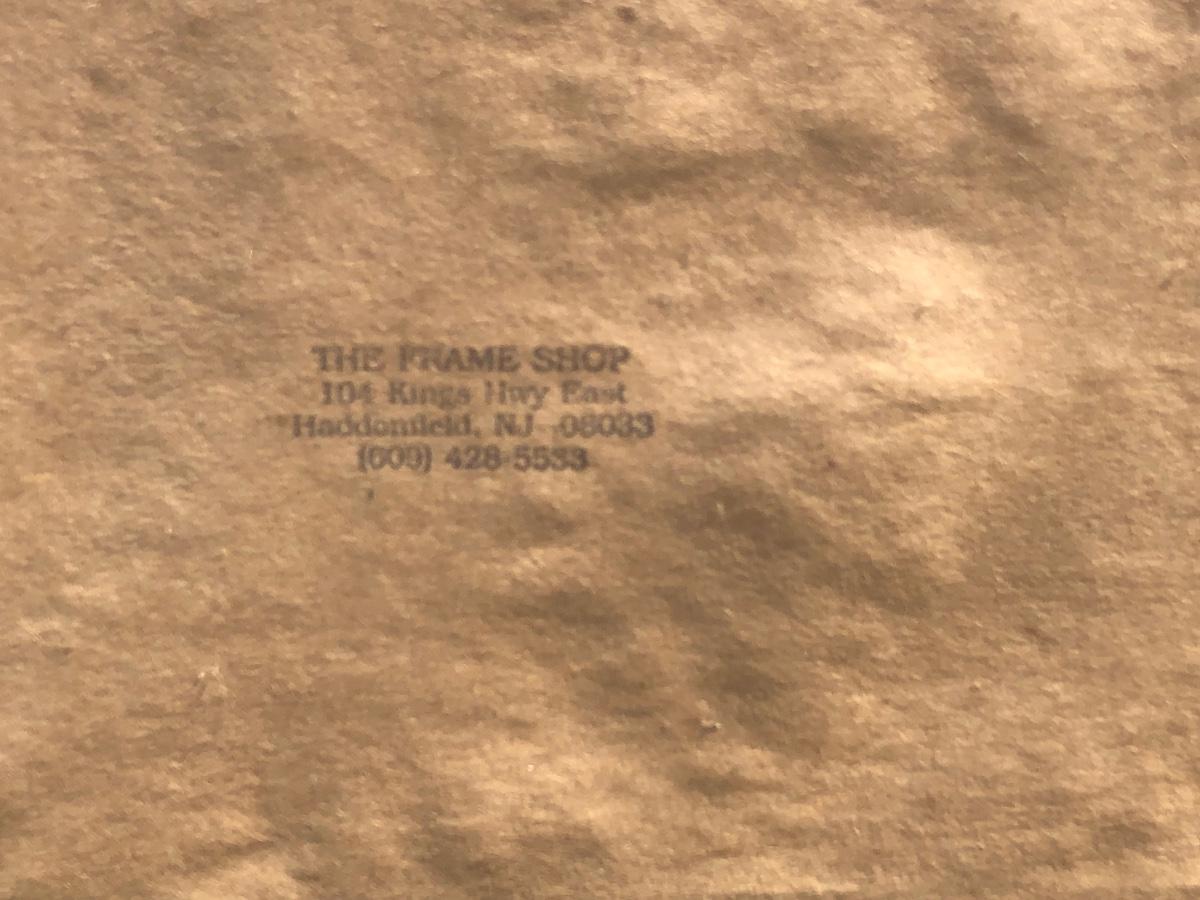 THE FRAME SHOP
104 Kings Hwy East
Haddonfield, NJ 08033
(609) 428-5533